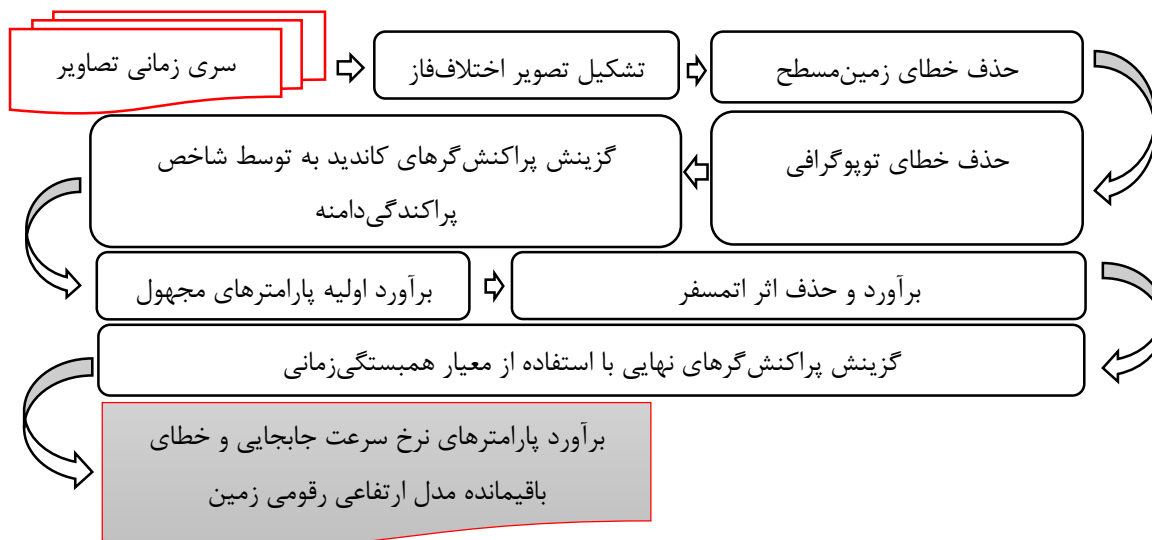 سری زمانی تصاویر
تشکیل تصویر اختلاف‌فاز
حذف خطای زمین‌مسطح
حذف خطای توپوگرافی
گزینش پراکنش‌گرهای کاندید به توسط شاخص
پراکندگی‌دامنه
برآورد اولیه پارامترهای مجهول
برآورد و حذف اثر اتمسفر
گزینش پراکنش‌گرهای نهایی با استفاده از معیار همبستگی‌زمانی
برآورد پارامترهای نرخ سرعت جابجایی و خطای
باقیمانده مدل ارتفاعی رقومی زمین